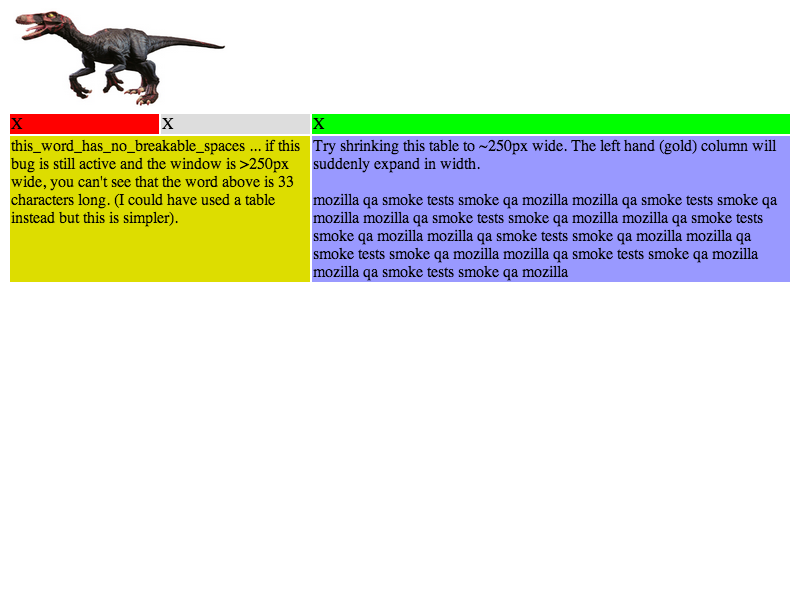 X X X
this_word_has_no_breakable_spaces ... if this
bug is still active and the window is >250px
wide, you can't see that the word above is 33
characters long. (I could have used a table
instead but this is simpler).
Try shrinking this table to ~250px wide. The left hand (gold) column will
suddenly expand in width.
mozilla qa smoke tests smoke qa mozilla mozilla qa smoke tests smoke qa
mozilla mozilla qa smoke tests smoke qa mozilla mozilla qa smoke tests
smoke qa mozilla mozilla qa smoke tests smoke qa mozilla mozilla qa
smoke tests smoke qa mozilla mozilla qa smoke tests smoke qa mozilla
mozilla qa smoke tests smoke qa mozilla